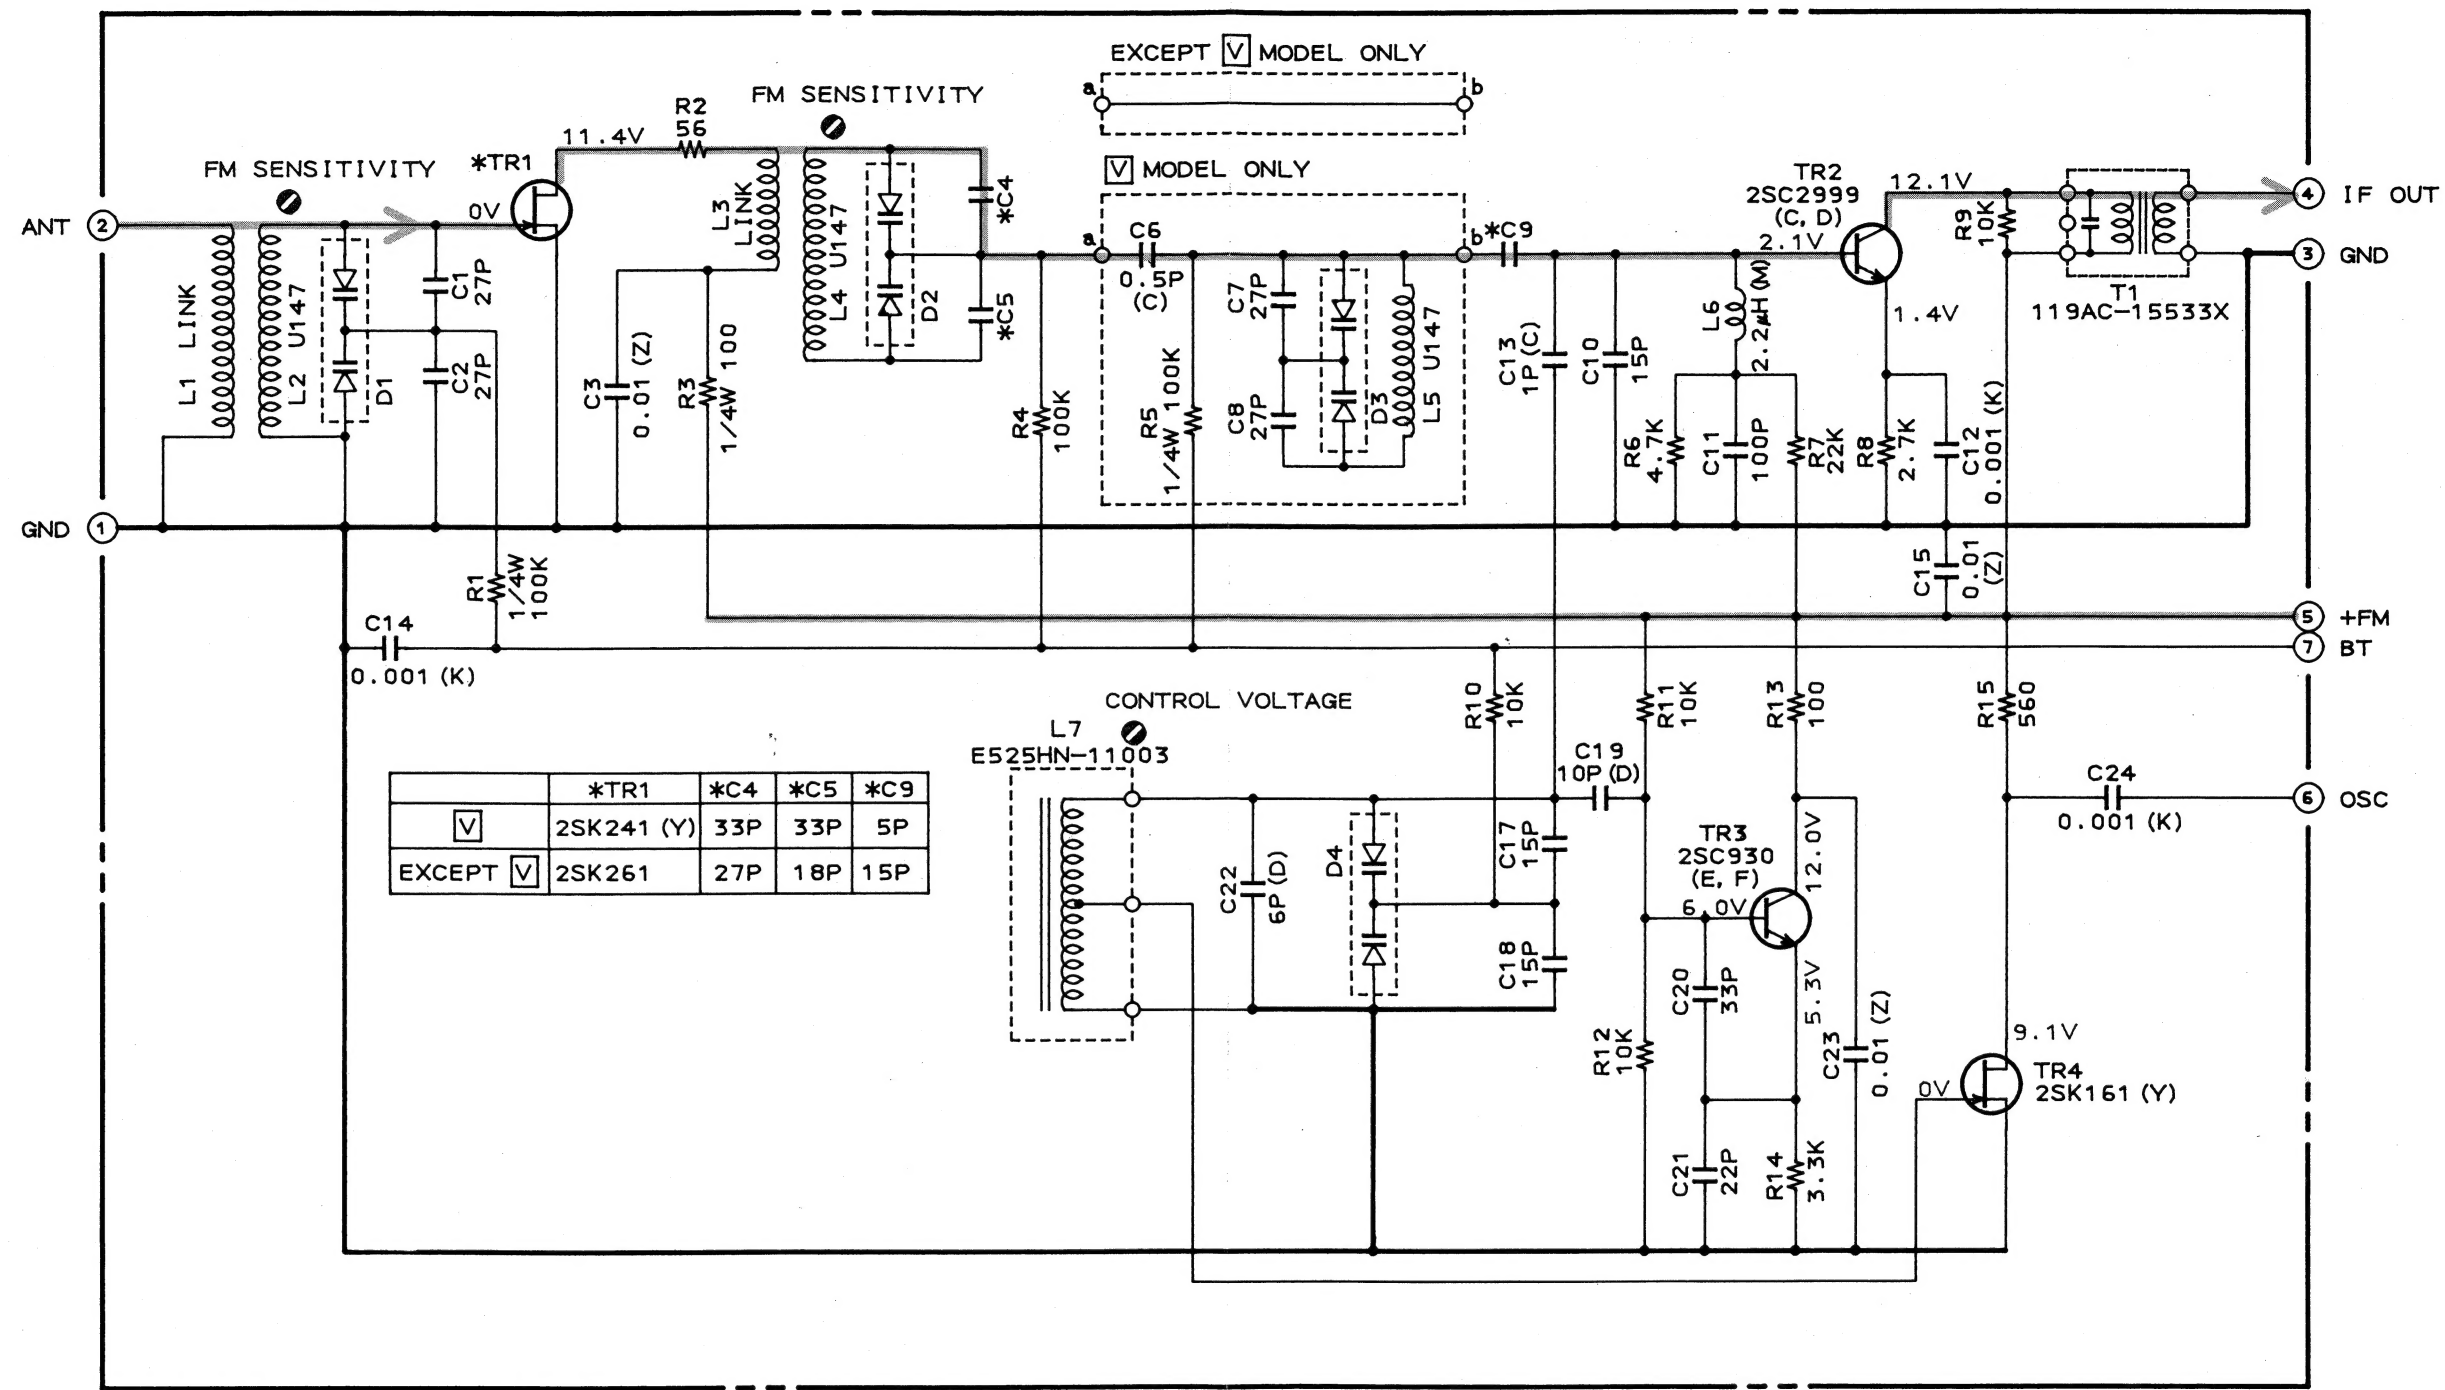 EXCEPT V MODEL ONLY
a b
FM SENSITIVITY
R2
56
11.4V
FM SENSITIVITY
*TR1
0V
ANT 2
L1 LINK
L2 U147
D1
C1
27P
C2
27P
L3
LINK
L4 U147
D2
*C4
*C5
C3
0.01 (Z)
R3
1/4W 100
R4
100K
V MODEL ONLY
a b
C6
0.5P
(C)
R5
1/4W 100K
C7
27P
C8
27P
D3
L5 U147
*C9
C13
1P (C)
C10
15P
L6
2.2μH (M)
R6
4.7K
C11
100P
R7
22K
TR2
2SC2999
(C, D)
2.1V
12.1V
1.4V
R8
2.7K
C12
0.001 (K)
R9
10K
T1
119AC-15533X
4 IF OUT
3 GND
GND 1
R1
1/4W
100K
C14
0.001 (K)
C15
0.01
(Z)
5 +FM
7 BT
CONTROL VOLTAGE
L7
E525HN-11003
R10
10K
R11
10K
R13
100
R15
560
C19
10P (D)
C24
0.001 (K)
6 OSC
*TR1 *C4 *C5 *C9
V 2SK241 (Y) 33P 33P 5P
EXCEPT V 2SK261 27P 18P 15P
C22
6P (D)
D4
C17
15P
C18
15P
TR3
2SC930
(E, F)
6.0V
12.0V
5.3V
C20
33P
R12
10K
C21
22P
R14
3.3K
C23
0.01 (Z)
9.1V
TR4
2SK161 (Y)
0V